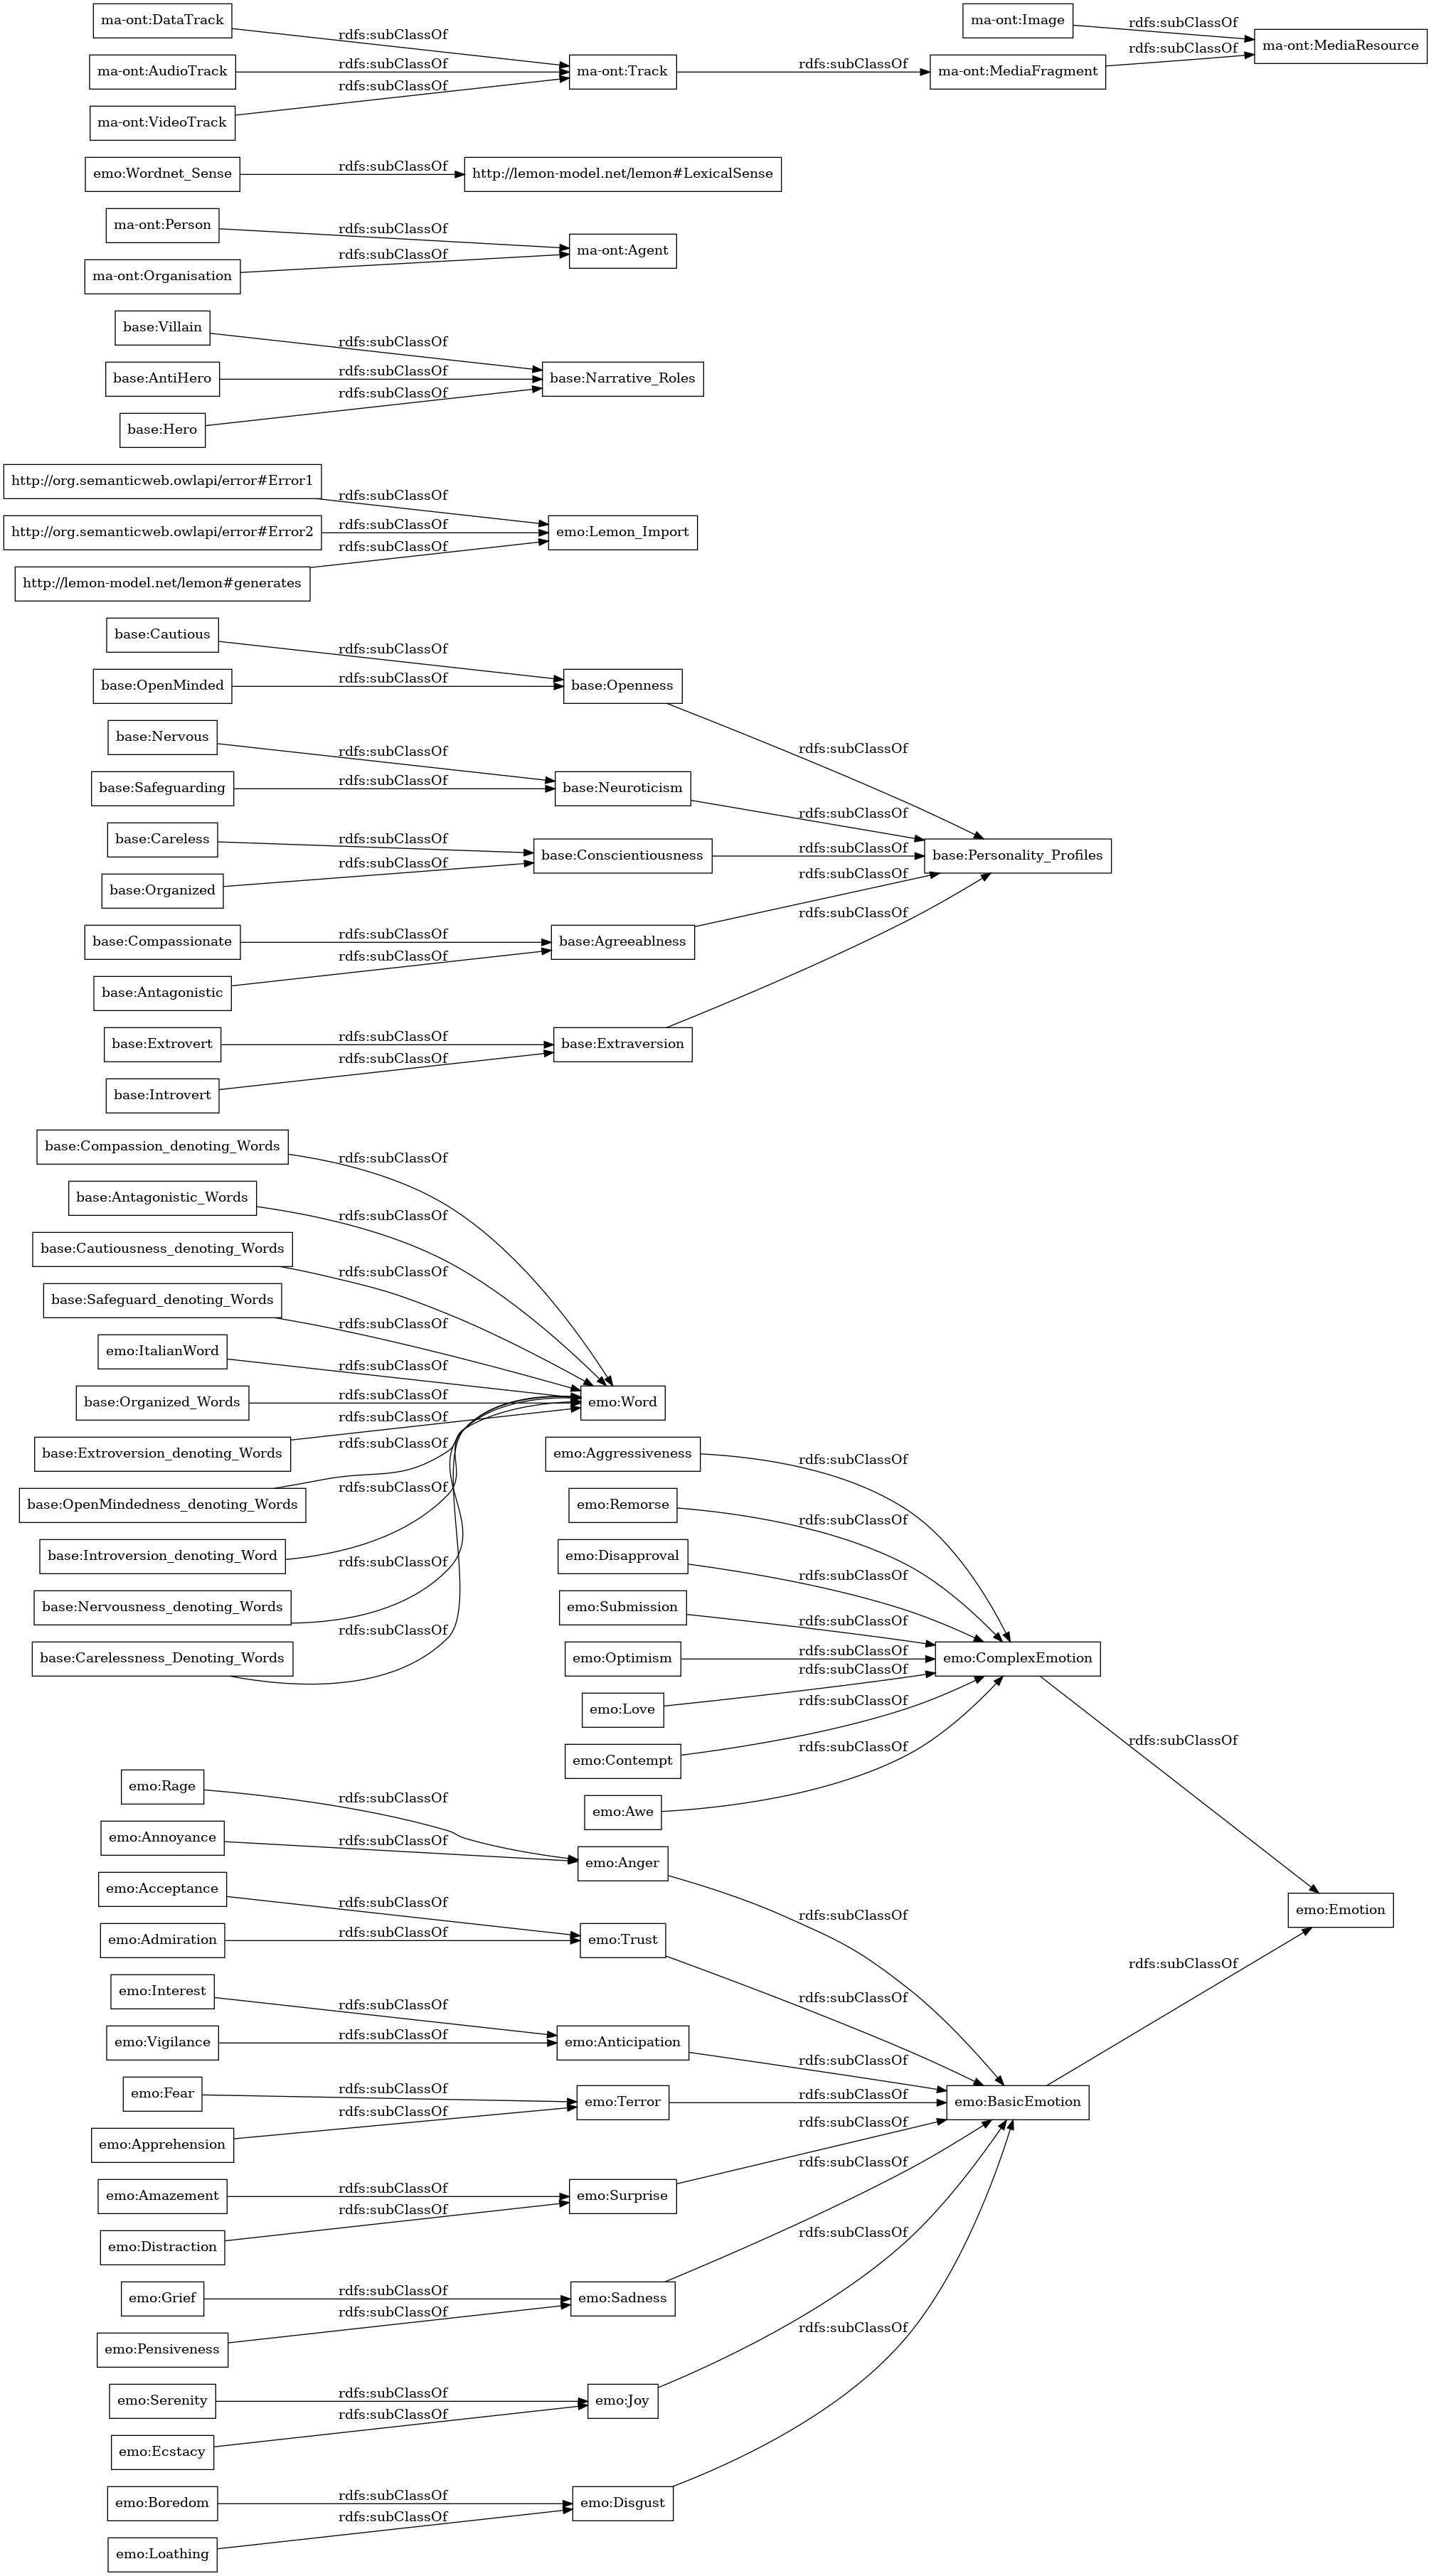 ma-ont:DataTrack
rdfs:subClassOf
ma-ont:AudioTrack
rdfs:subClassOf
ma-ont:VideoTrack
rdfs:subClassOf
ma-ont:Track
rdfs:subClassOf
ma-ont:MediaFragment
rdfs:subClassOf
ma-ont:Image
rdfs:subClassOf
ma-ont:MediaResource
emo:Wordnet_Sense
rdfs:subClassOf
http://lemon-model.net/lemon#LexicalSense
ma-ont:Person
rdfs:subClassOf
ma-ont:Organisation
rdfs:subClassOf
ma-ont:Agent
base:Villain
rdfs:subClassOf
base:AntiHero
rdfs:subClassOf
base:Hero
rdfs:subClassOf
base:Narrative_Roles
http://org.semanticweb.owlapi/error#Error1
rdfs:subClassOf
http://org.semanticweb.owlapi/error#Error2
rdfs:subClassOf
http://lemon-model.net/lemon#generates
rdfs:subClassOf
emo:Lemon_Import
base:Cautious
rdfs:subClassOf
base:OpenMinded
rdfs:subClassOf
base:Openness
rdfs:subClassOf
base:Nervous
rdfs:subClassOf
base:Safeguarding
rdfs:subClassOf
base:Neuroticism
rdfs:subClassOf
base:Careless
rdfs:subClassOf
base:Organized
rdfs:subClassOf
base:Conscientiousness
rdfs:subClassOf
base:Personality_Profiles
base:Compassionate
rdfs:subClassOf
base:Antagonistic
rdfs:subClassOf
base:Agreeablness
rdfs:subClassOf
base:Extrovert
rdfs:subClassOf
base:Introvert
rdfs:subClassOf
base:Extraversion
rdfs:subClassOf
base:Compassion_denoting_Words
rdfs:subClassOf
base:Antagonistic_Words
rdfs:subClassOf
base:Cautiousness_denoting_Words
rdfs:subClassOf
base:Safeguard_denoting_Words
rdfs:subClassOf
emo:ItalianWord
rdfs:subClassOf
base:Organized_Words
rdfs:subClassOf
base:Extroversion_denoting_Words
rdfs:subClassOf
base:OpenMindedness_denoting_Words
rdfs:subClassOf
base:Introversion_denoting_Word
rdfs:subClassOf
base:Nervousness_denoting_Words
rdfs:subClassOf
base:Carelessness_Denoting_Words
rdfs:subClassOf
emo:Word
emo:Aggressiveness
rdfs:subClassOf
emo:Remorse
rdfs:subClassOf
emo:Disapproval
rdfs:subClassOf
emo:Submission
rdfs:subClassOf
emo:Optimism
rdfs:subClassOf
emo:Love
rdfs:subClassOf
emo:Contempt
rdfs:subClassOf
emo:Awe
rdfs:subClassOf
emo:ComplexEmotion
rdfs:subClassOf
emo:Emotion
emo:Rage
rdfs:subClassOf
emo:Annoyance
rdfs:subClassOf
emo:Anger
rdfs:subClassOf
emo:Acceptance
rdfs:subClassOf
emo:Admiration
rdfs:subClassOf
emo:Trust
rdfs:subClassOf
emo:Interest
rdfs:subClassOf
emo:Vigilance
rdfs:subClassOf
emo:Anticipation
rdfs:subClassOf
emo:Fear
rdfs:subClassOf
emo:Apprehension
rdfs:subClassOf
emo:Terror
rdfs:subClassOf
emo:BasicEmotion
rdfs:subClassOf
emo:Amazement
rdfs:subClassOf
emo:Distraction
rdfs:subClassOf
emo:Surprise
rdfs:subClassOf
emo:Grief
rdfs:subClassOf
emo:Pensiveness
rdfs:subClassOf
emo:Sadness
rdfs:subClassOf
emo:Serenity
rdfs:subClassOf
emo:Ecstacy
rdfs:subClassOf
emo:Joy
rdfs:subClassOf
emo:Boredom
rdfs:subClassOf
emo:Loathing
rdfs:subClassOf
emo:Disgust
rdfs:subClassOf